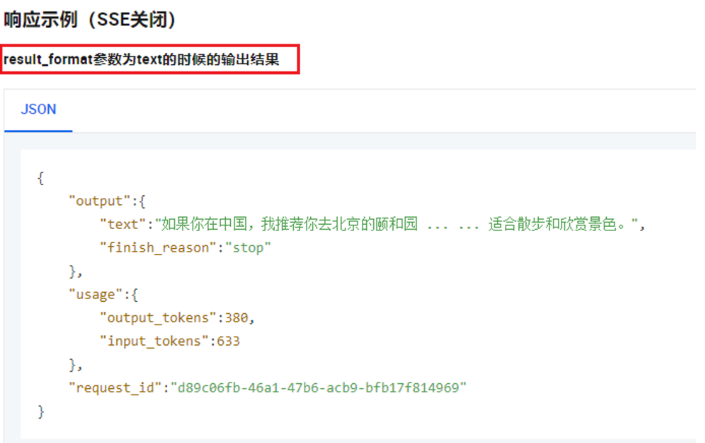 响应示例（SSE关闭）
result_format参数为text的时候的输出结果
JSON
{
"output":{
"text":"如果你在中国，我推荐你去北京的颐和园 ... ... 适合散步和欣赏景色。",
"finish_reason":"stop"
},
"usage":{
"output_tokens":380,
"input_tokens":633
},
"request_id":"d89c06fb-46a1-47b6-acb9-bfb17f814969"
}